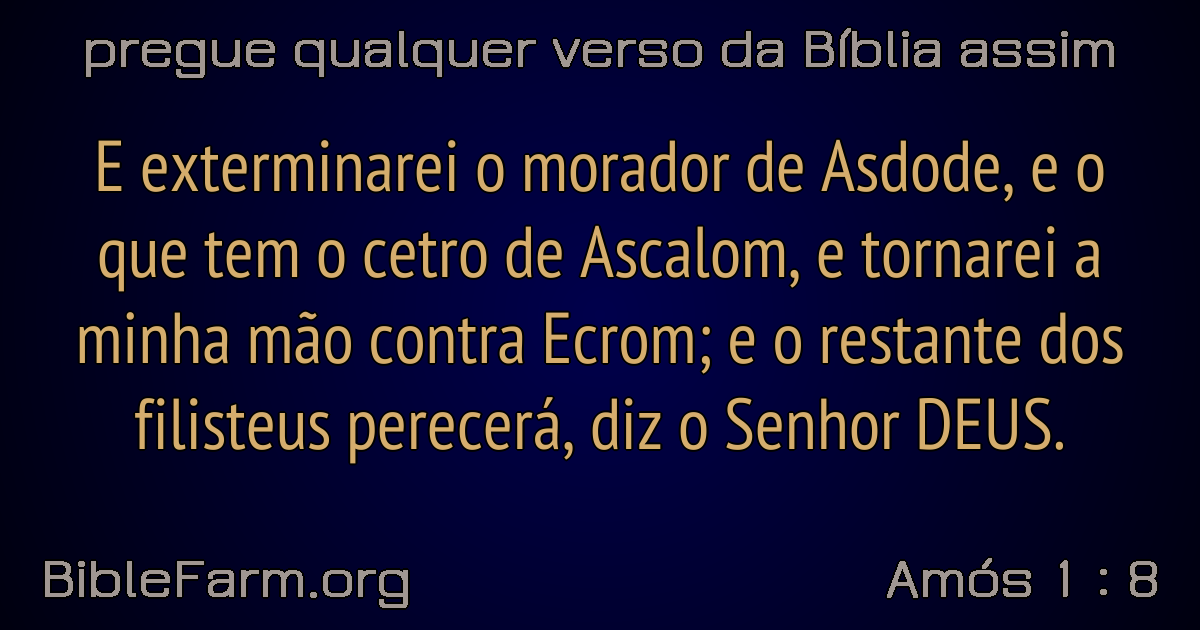 pregue qualquer verso da Bíblia assim
E exterminarei o morador de Asdode, e o
que tem o cetro de Ascalom, e tornarei a
minha mão contra Ecrom; e o restante dos
filisteus perecerá, diz o Senhor DEUS.
BibleFarm.org
Amós 1 : 8